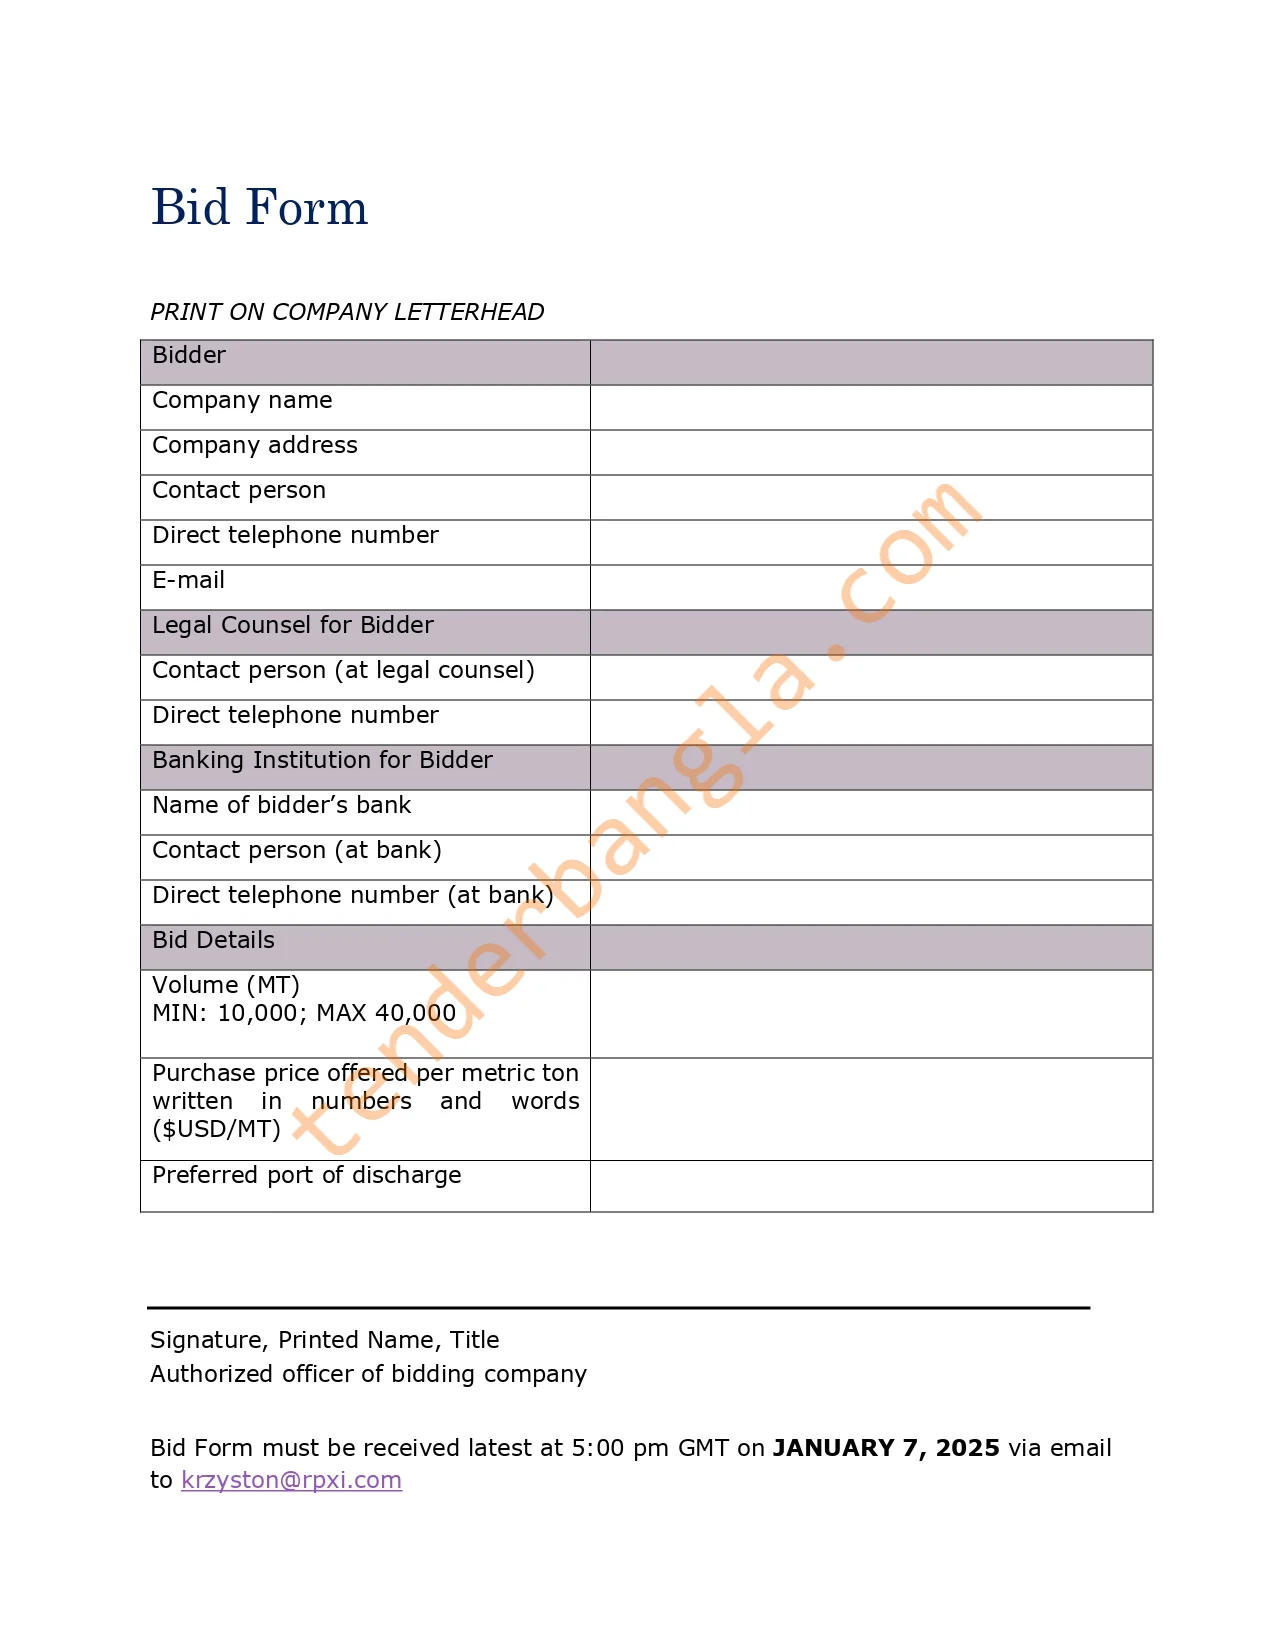 Bid Form
PRINT ON COMPANY LETTERHEAD
Bidder
Company name
Company address
Contact person
Direct telephone number
E-mail
Legal Counsel for Bidder
Contact person (at legal counsel)
Direct telephone number
Banking Institution for Bidder
Name of bidder’s bank
Contact person (at bank)
Direct telephone number (at bank)
Bid Details
Volume (MT)
MIN: 10,000; MAX 40,000
Purchase price offered per metric ton
written in numbers and words
($USD/MT)
Preferred port of discharge
Signature, Printed Name, Title
Authorized officer of bidding company
Bid Form must be received latest at 5:00 pm GMT on JANUARY 7, 2025 via email
to krzyston@rpxi.com
tenderbangla.com